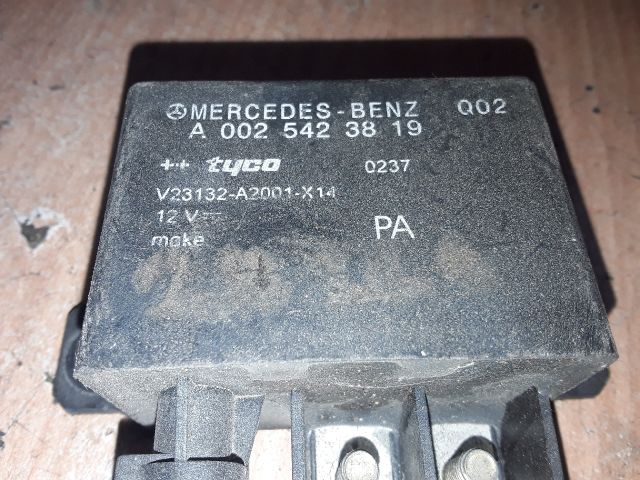 MERCEDES-BENZ Q02
A 002 542 38 19
tyco 0237
V23132-A2001-X14
12 V
make PA